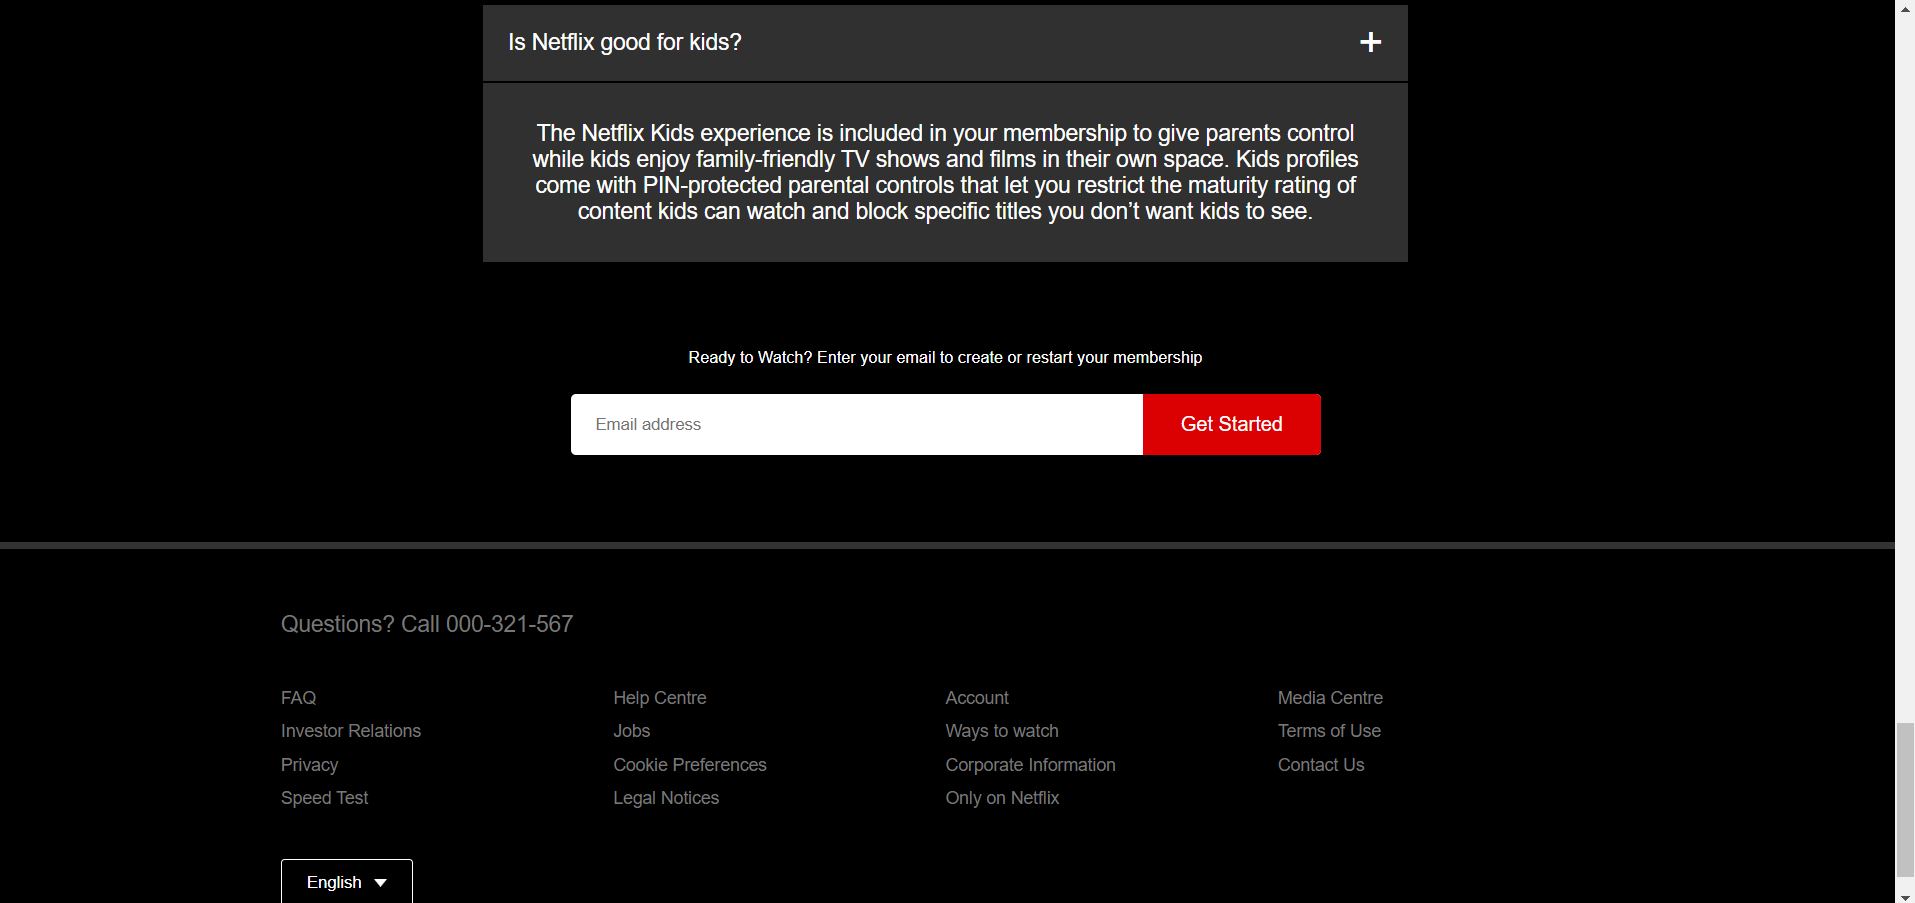 Is Netflix good for kids?
The Netflix Kids experience is included in your membership to give parents control
while kids enjoy family-friendly TV shows and films in their own space. Kids profiles
come with PIN-protected parental controls that let you restrict the maturity rating of
content kids can watch and block specific titles you don’t want kids to see.
Ready to Watch? Enter your email to create or restart your membership
Email address
Get Started
Questions? Call 000-321-567
FAQ
Help Centre
Account
Media Centre
Investor Relations
Jobs
Ways to watch
Terms of Use
Privacy
Cookie Preferences
Corporate Information
Contact Us
Speed Test
Legal Notices
Only on Netflix
English